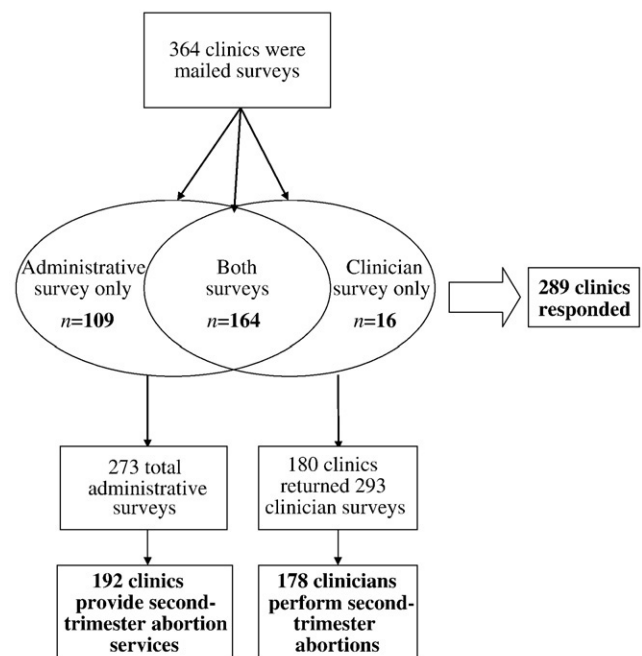 364 clinics were
mailed surveys
Administrative
survey only
n=109
Both
surveys
n=164
Clinician
survey only
n=16
289 clinics
responded
273 total
administrative
surveys
180 clinics
returned 293
clinician surveys
192 clinics
provide second-
trimester abortion
services
178 clinicians
perform second-
trimester
abortions